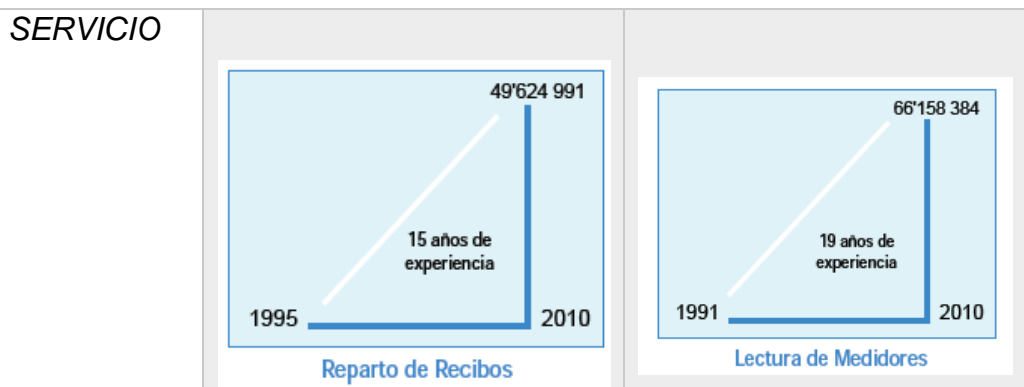 SERVICIO
49'624 991
15 años de
experiencia
1995
2010
Reparto de Recibos
66'158 384
19 años de
experiencia
1991
2010
Lectura de Medidores